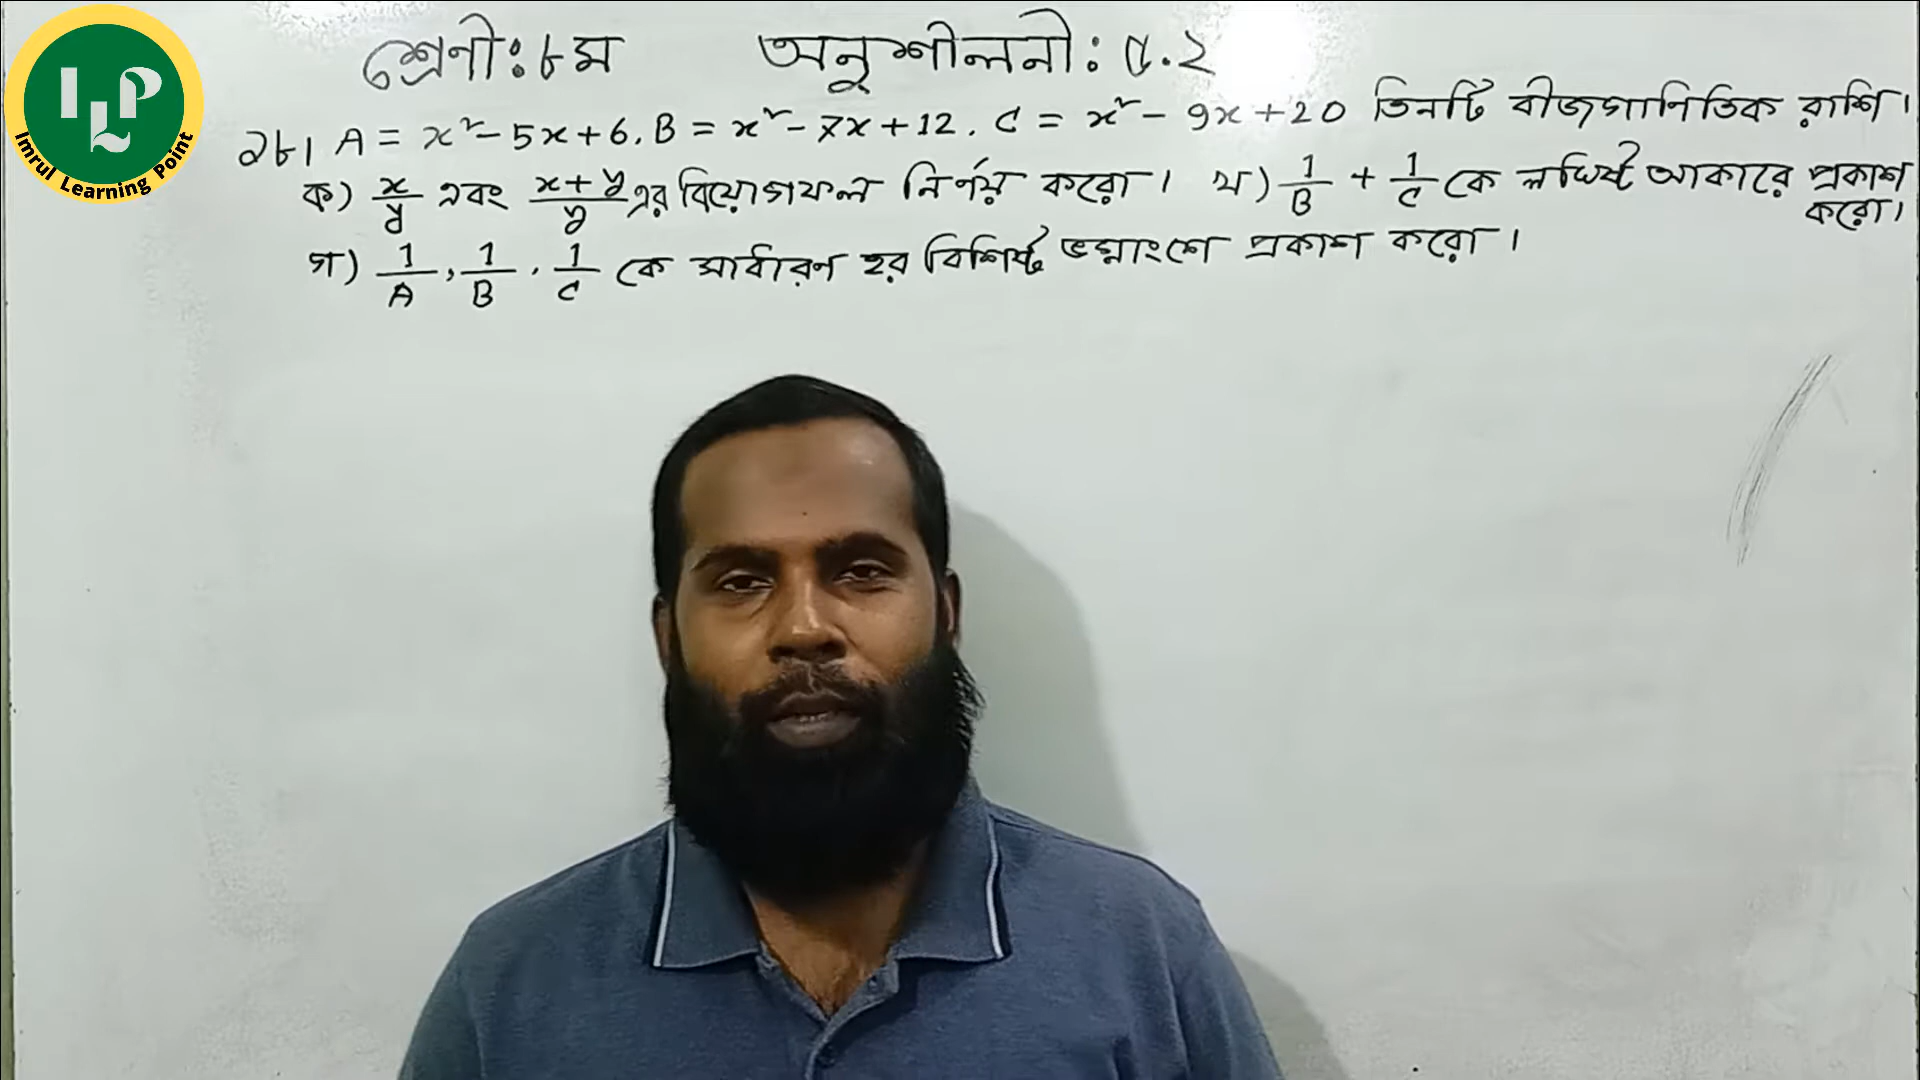 ILP
Imrul Learning Point
শ্রেণী: ৮ম অনুশীলনী: ৫.২
২৮। A = x² - 5x + 6, B = x² - 7x + 12, C = x² - 9x + 20 তিনটি বীজগাণিতিক রাশি।
ক) x/y এবং x+y/y এর বিয়োগফল নির্ণয় করো। খ) 1/B + 1/C কে লঘিষ্ট আকারে প্রকাশ
করো।
গ) 1/A, 1/B, 1/C কে সার্ধারণ হর বিশিষ্ট ভগ্নাংশে প্রকাশ করো।